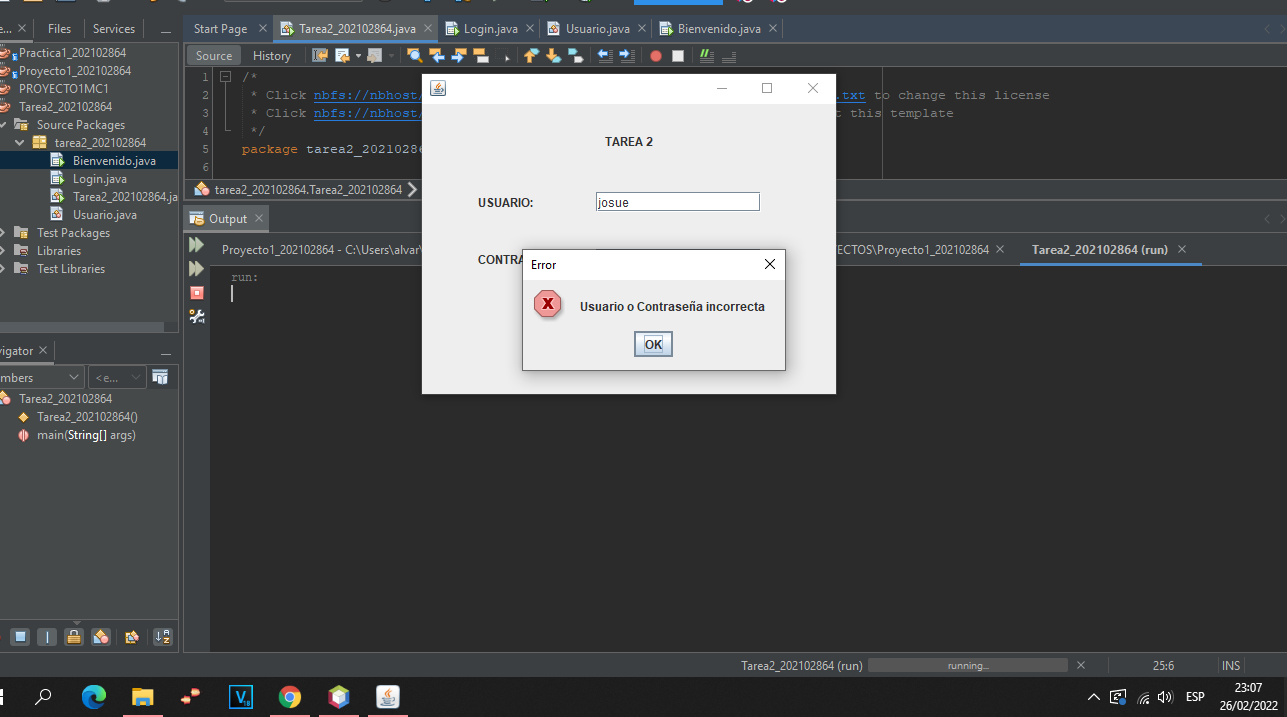 Files
Services
Start Page
Tarea2_202102864.java
Login.java
Usuario.java
Bienvenido.java
Source
History
Practica1_202102864
Proyecto1_202102864
PROYECTO1MC1
Tarea2_202102864
Source Packages
tarea2_202102864
Bienvenido.java
Login.java
Tarea2_202102864.ja
Usuario.java
Test Packages
Libraries
Test Libraries
1 /*
2 * Click nbfs://nbhost/ .txt to change this license
3 * Click nbfs://nbhost/ t this template
4 */
5 package tarea2_20210286
6
tarea2_202102864.Tarea2_202102864
Output
Proyecto1_202102864 - C:\Users\alvar\
ECTOS\Proyecto1_202102864
Tarea2_202102864 (run)
run:
TAREA 2
USUARIO:
josue
CONTRA
Error
Usuario o Contraseña incorrecta
OK
vigator
mbers
<e...
Tarea2_202102864
Tarea2_202102864()
main(String[] args)
Tarea2_202102864 (run)
running...
25:6
INS
ESP
23:07
26/02/2022